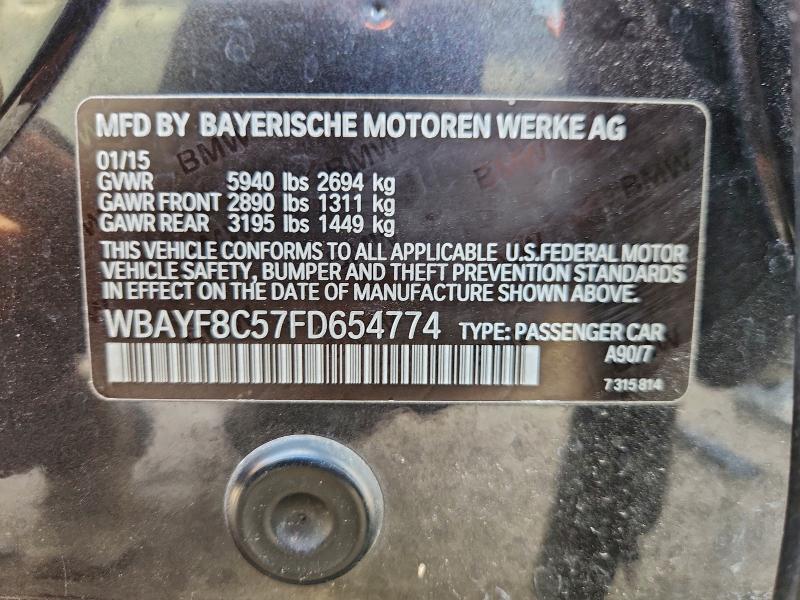 MFD BY BAYERISCHE MOTOREN WERKE AG
01/15
GVWR 5940 lbs 2694 kg
GAWR FRONT 2890 lbs 1311 kg
GAWR REAR 3195 lbs 1449 kg
THIS VEHICLE CONFORMS TO ALL APPLICABLE U.S.FEDERAL MOTOR
VEHICLE SAFETY, BUMPER AND THEFT PREVENTION STANDARDS
IN EFFECT ON THE DATE OF MANUFACTURE SHOWN ABOVE.
WBAYF8C57FD654774 TYPE: PASSENGER CAR
A90/7
7 315 814